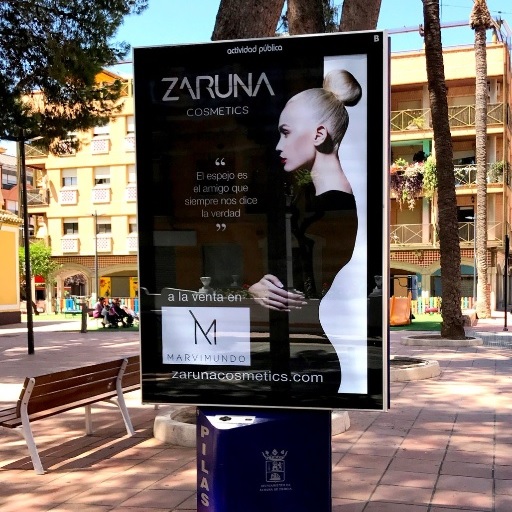 actividad pública
B
ZARUNA
COSMETICS
“
El espejo es
el amigo que
siempre nos dice
la verdad
”
a la venta en
M
MARVIMUNDO
zarunacosmetics.com
PILAS